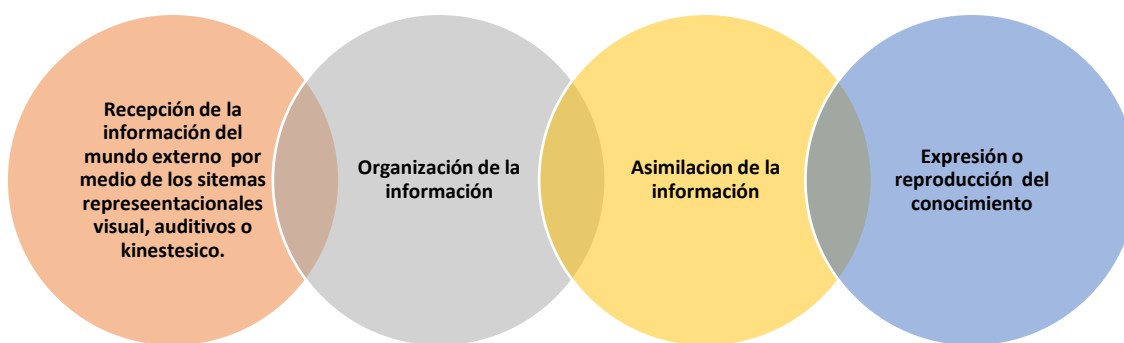 Recepción de la
información del
mundo externo por
medio de los sitemas
represeentacionales
visual, auditivos o
kinestesico.
Organización de la
información
Asimilacion de la
información
Expresión o
reproducción del
conocimiento